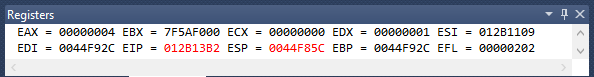 Registers
EAX = 00000004 EBX = 7F5AF000 ECX = 00000000 EDX = 00000001 ESI = 012B1109
EDI = 0044F92C EIP = 012B13B2 ESP = 0044F85C EBP = 0044F92C EFL = 00000202